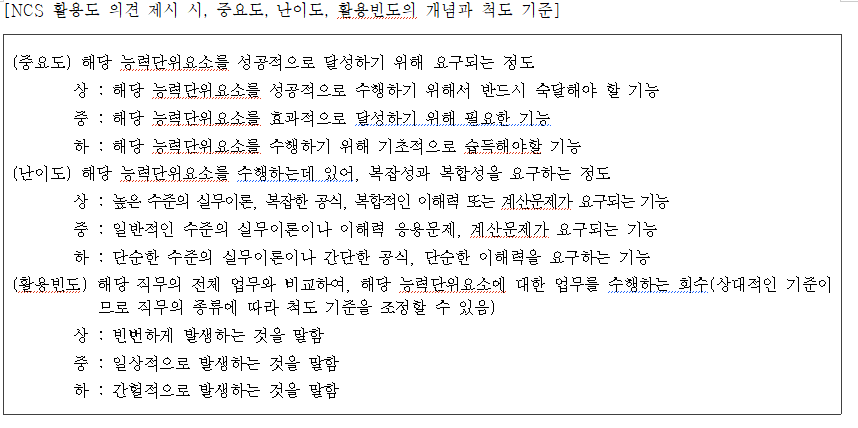 [NCS 활용도 의견 제시 시, 중요도, 난이도, 활용빈도의 개념과 척도 기준]
(중요도) 해당 능력단위요소를 성공적으로 달성하기 위해 요구되는 정도
상 : 해당 능력단위요소를 성공적으로 수행하기 위해서 반드시 숙달해야 할 기능
중 : 해당 능력단위요소를 효과적으로 달성하기 위해 필요한 기능
하 : 해당 능력단위요소를 수행하기 위해 기초적으로 습득해야할 기능
(난이도) 해당 능력단위요소를 수행하는데 있어, 복잡성과 복합성을 요구하는 정도
상 : 높은 수준의 실무이론, 복잡한 공식, 복합적인 이해력 또는 계산문제가 요구되는 기능
중 : 일반적인 수준의 실무이론이나 이해력 응용문제, 계산문제가 요구되는 기능
하 : 단순한 수준의 실무이론이나 간단한 공식, 단순한 이해력을 요구하는 기능
(활용빈도) 해당 직무의 전체 업무와 비교하여, 해당 능력단위요소에 대한 업무를 수행하는 회수(상대적인 기준이
므로 직무의 종류에 따라 척도 기준을 조정할 수 있음)
상 : 빈번하게 발생하는 것을 말함
중 : 일상적으로 발생하는 것을 말함
하 : 간헐적으로 발생하는 것을 말함